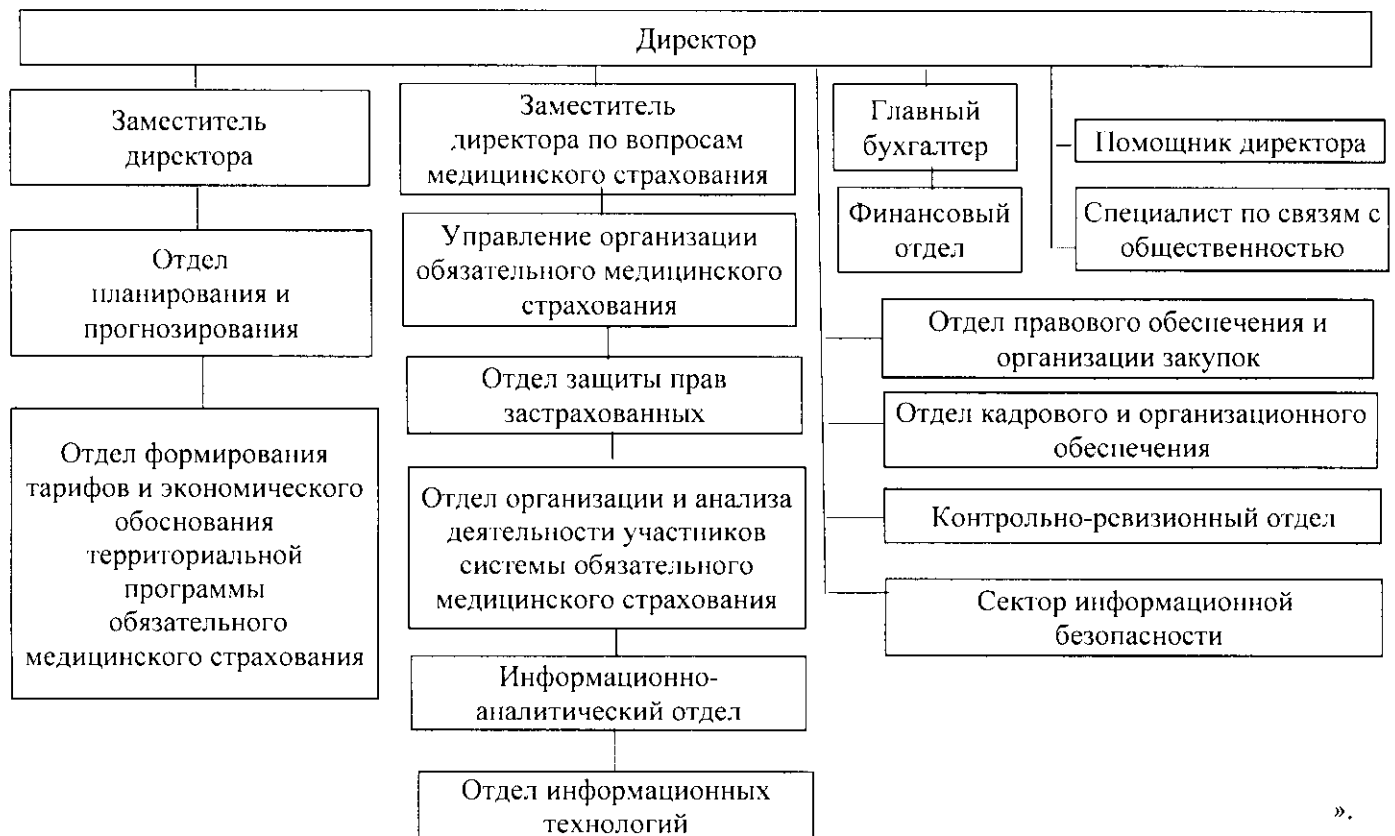 Директор
Заместитель
директора
Отдел
планирования и
прогнозирования
Отдел формирования
тарифов и экономического
обоснования
территориальной
программы
обязательного
медицинского страхования
Заместитель
директора по вопросам
медицинского страхования
Управление организации
обязательного медицинского
страхования
Отдел защиты прав
застрахованных
Отдел организации и анализа
деятельности участников
системы обязательного
медицинского страхования
Информационно-
аналитический отдел
Отдел информационных
технологий
Главный
бухгалтер
Финансовый
отдел
Помощник директора
Специалист по связям с
общественностью
Отдел правового обеспечения и
организации закупок
Отдел кадрового и организационного
обеспечения
Контрольно-ревизионный отдел
Сектор информационной
безопасности
».